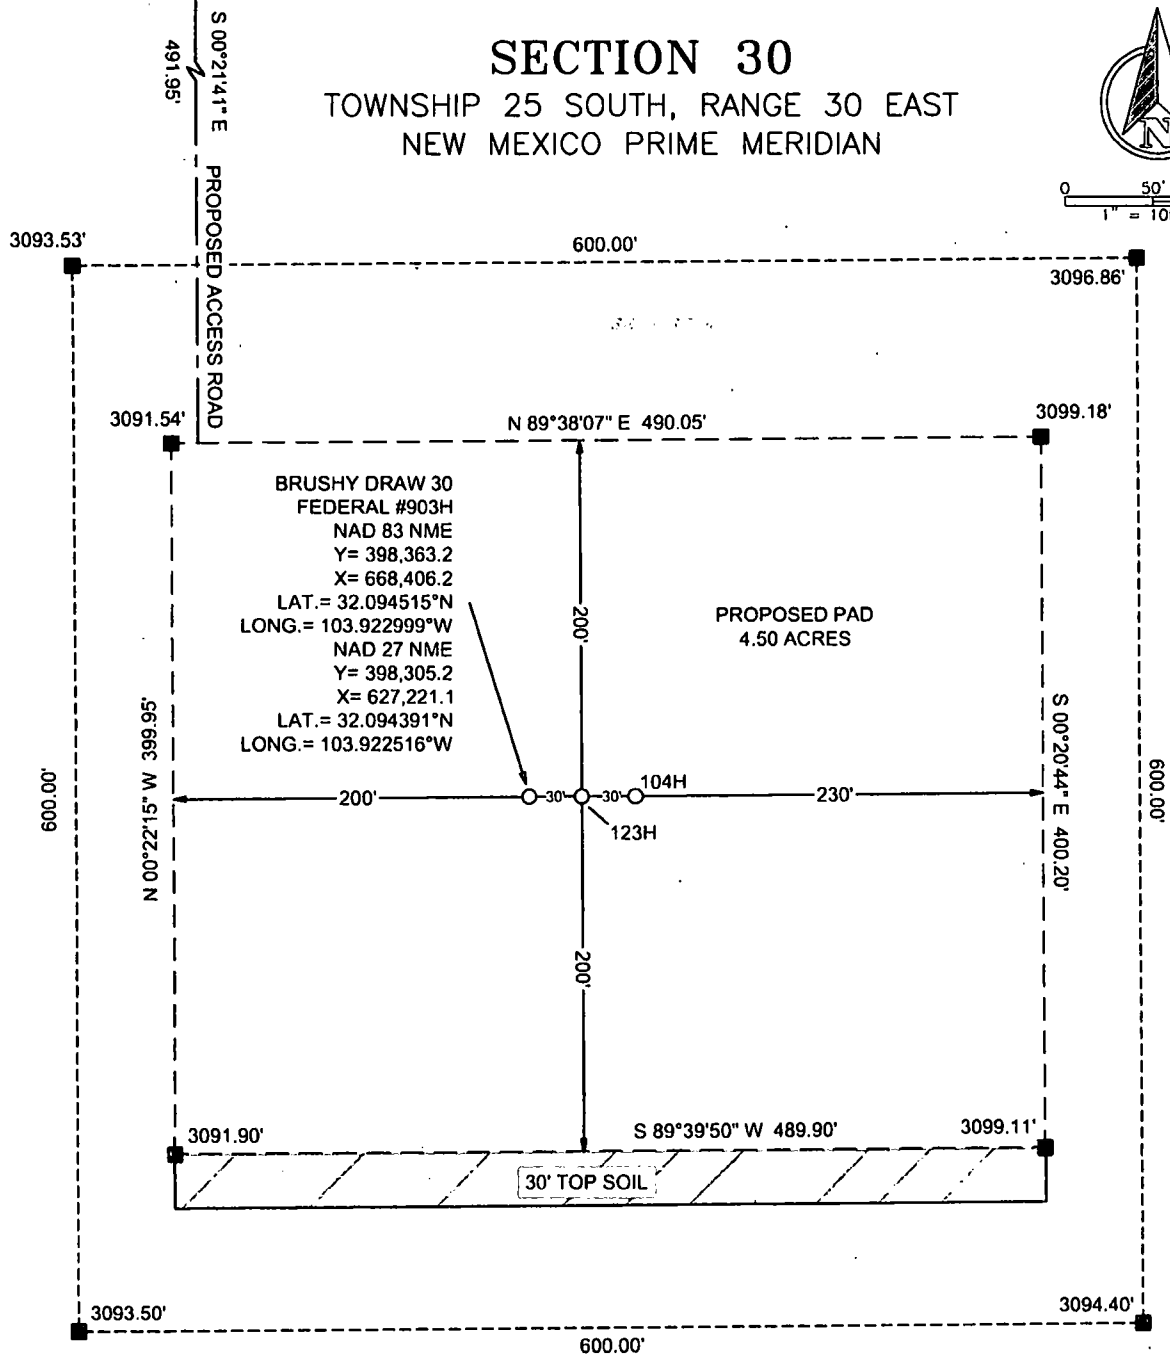 SECTION 30
TOWNSHIP 25 SOUTH, RANGE 30 EAST
NEW MEXICO PRIME MERIDIAN
N
0 50'
S 00°21'41" E
491.95'
PROPOSED ACCESS ROAD
3093.53'
600.00'
3096.86'
3091.54'
N 89°38'07" E 490.05'
3099.18'
BRUSHY DRAW 30
FEDERAL #903H
NAD 83 NME
Y= 398,363.2
X= 668,406.2
LAT.= 32.094515°N
LONG.= 103.922999°W
NAD 27 NME
Y= 398,305.2
X= 627,221.1
LAT.= 32.094391°N
LONG.= 103.922516°W
200'
PROPOSED PAD
4.50 ACRES
600.00'
N 00°22'15" W 399.95'
S 00°20'44" E 400.20'
600.00'
200'
30'
30'
104H
230'
123H
200'
3091.90'
S 89°39'50" W 489.90'
3099.11'
30' TOP SOIL
3093.50'
3094.40'
600.00'